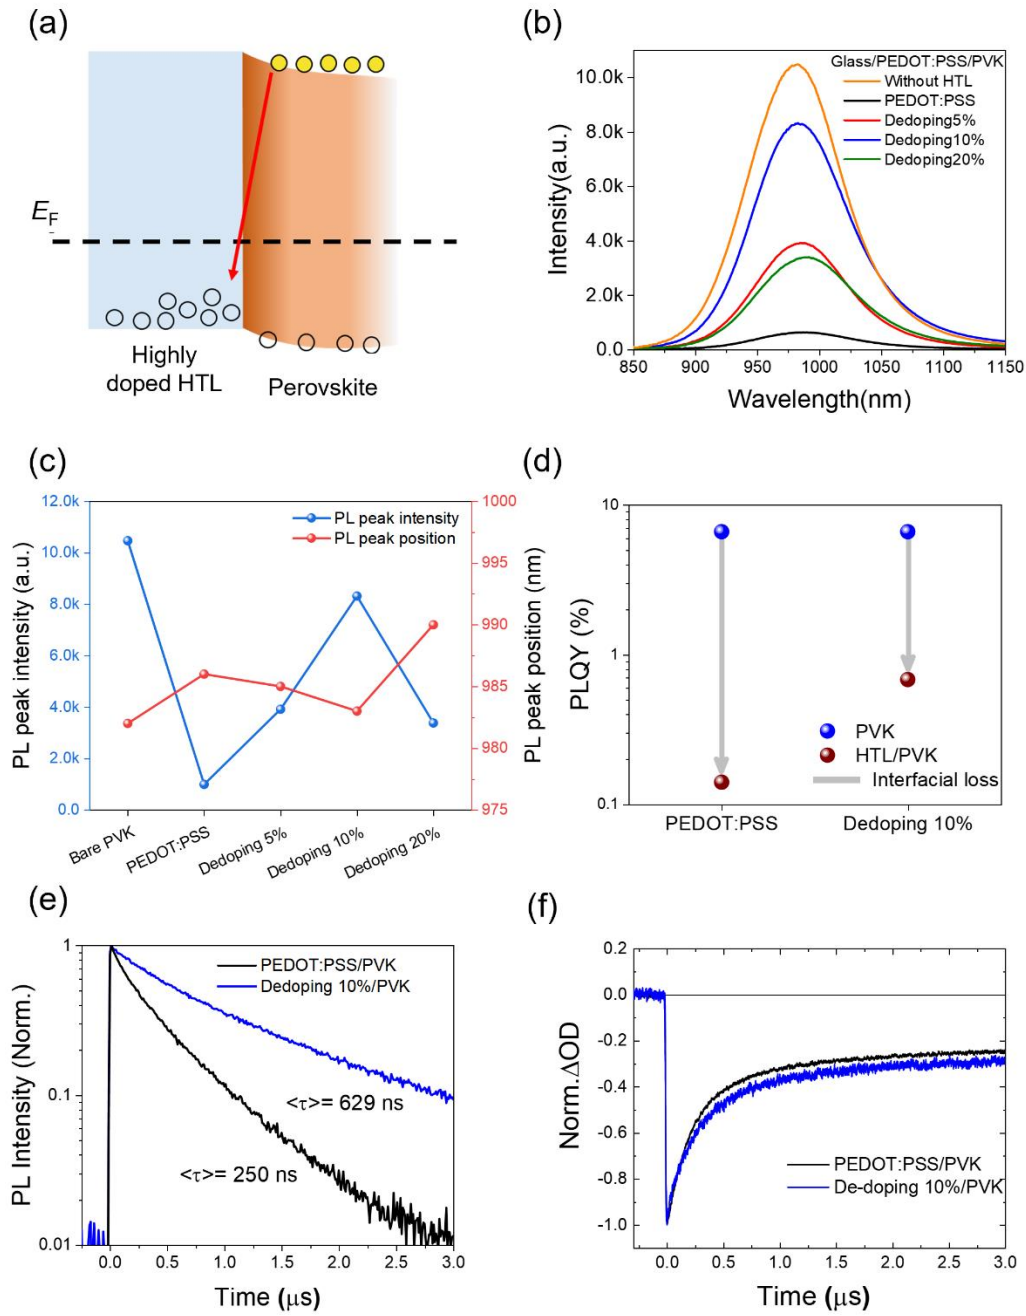 (a)
E_F
Highly
doped HTL
Perovskite
(b)
Intensity(a.u.)
10.0k
8.0k
6.0k
4.0k
2.0k
0.0
Glass/PEDOT:PSS/PVK
Without HTL
PEDOT:PSS
Dedoping5%
Dedoping10%
Dedoping20%
850 900 950 1000 1050 1100 1150
Wavelength(nm)
(c)
PL peak intensity (a.u.)
12.0k
10.0k
8.0k
6.0k
4.0k
2.0k
0.0
PL peak intensity
PL peak position
1000
995
990
985
980
975
PL peak position (nm)
Bare PVK
PEDOT:PSS
Dedoping 5%
Dedoping 10%
Dedoping 20%
(d)
PLQY (%)
10
1
0.1
PVK
HTL/PVK
Interfacial loss
PEDOT:PSS Dedoping 10%
(e)
PL Intensity (Norm.)
1
0.1
0.01
PEDOT:PSS/PVK
Dedoping 10%/PVK
<τ>= 629 ns
<τ>= 250 ns
0.0 0.5 1.0 1.5 2.0 2.5 3.0
Time (μs)
(f)
Norm.ΔOD
0.2
0.0
-0.2
-0.4
-0.6
-0.8
-1.0
PEDOT:PSS/PVK
De-doping 10%/PVK
0.0 0.5 1.0 1.5 2.0 2.5 3.0
Time (μs)